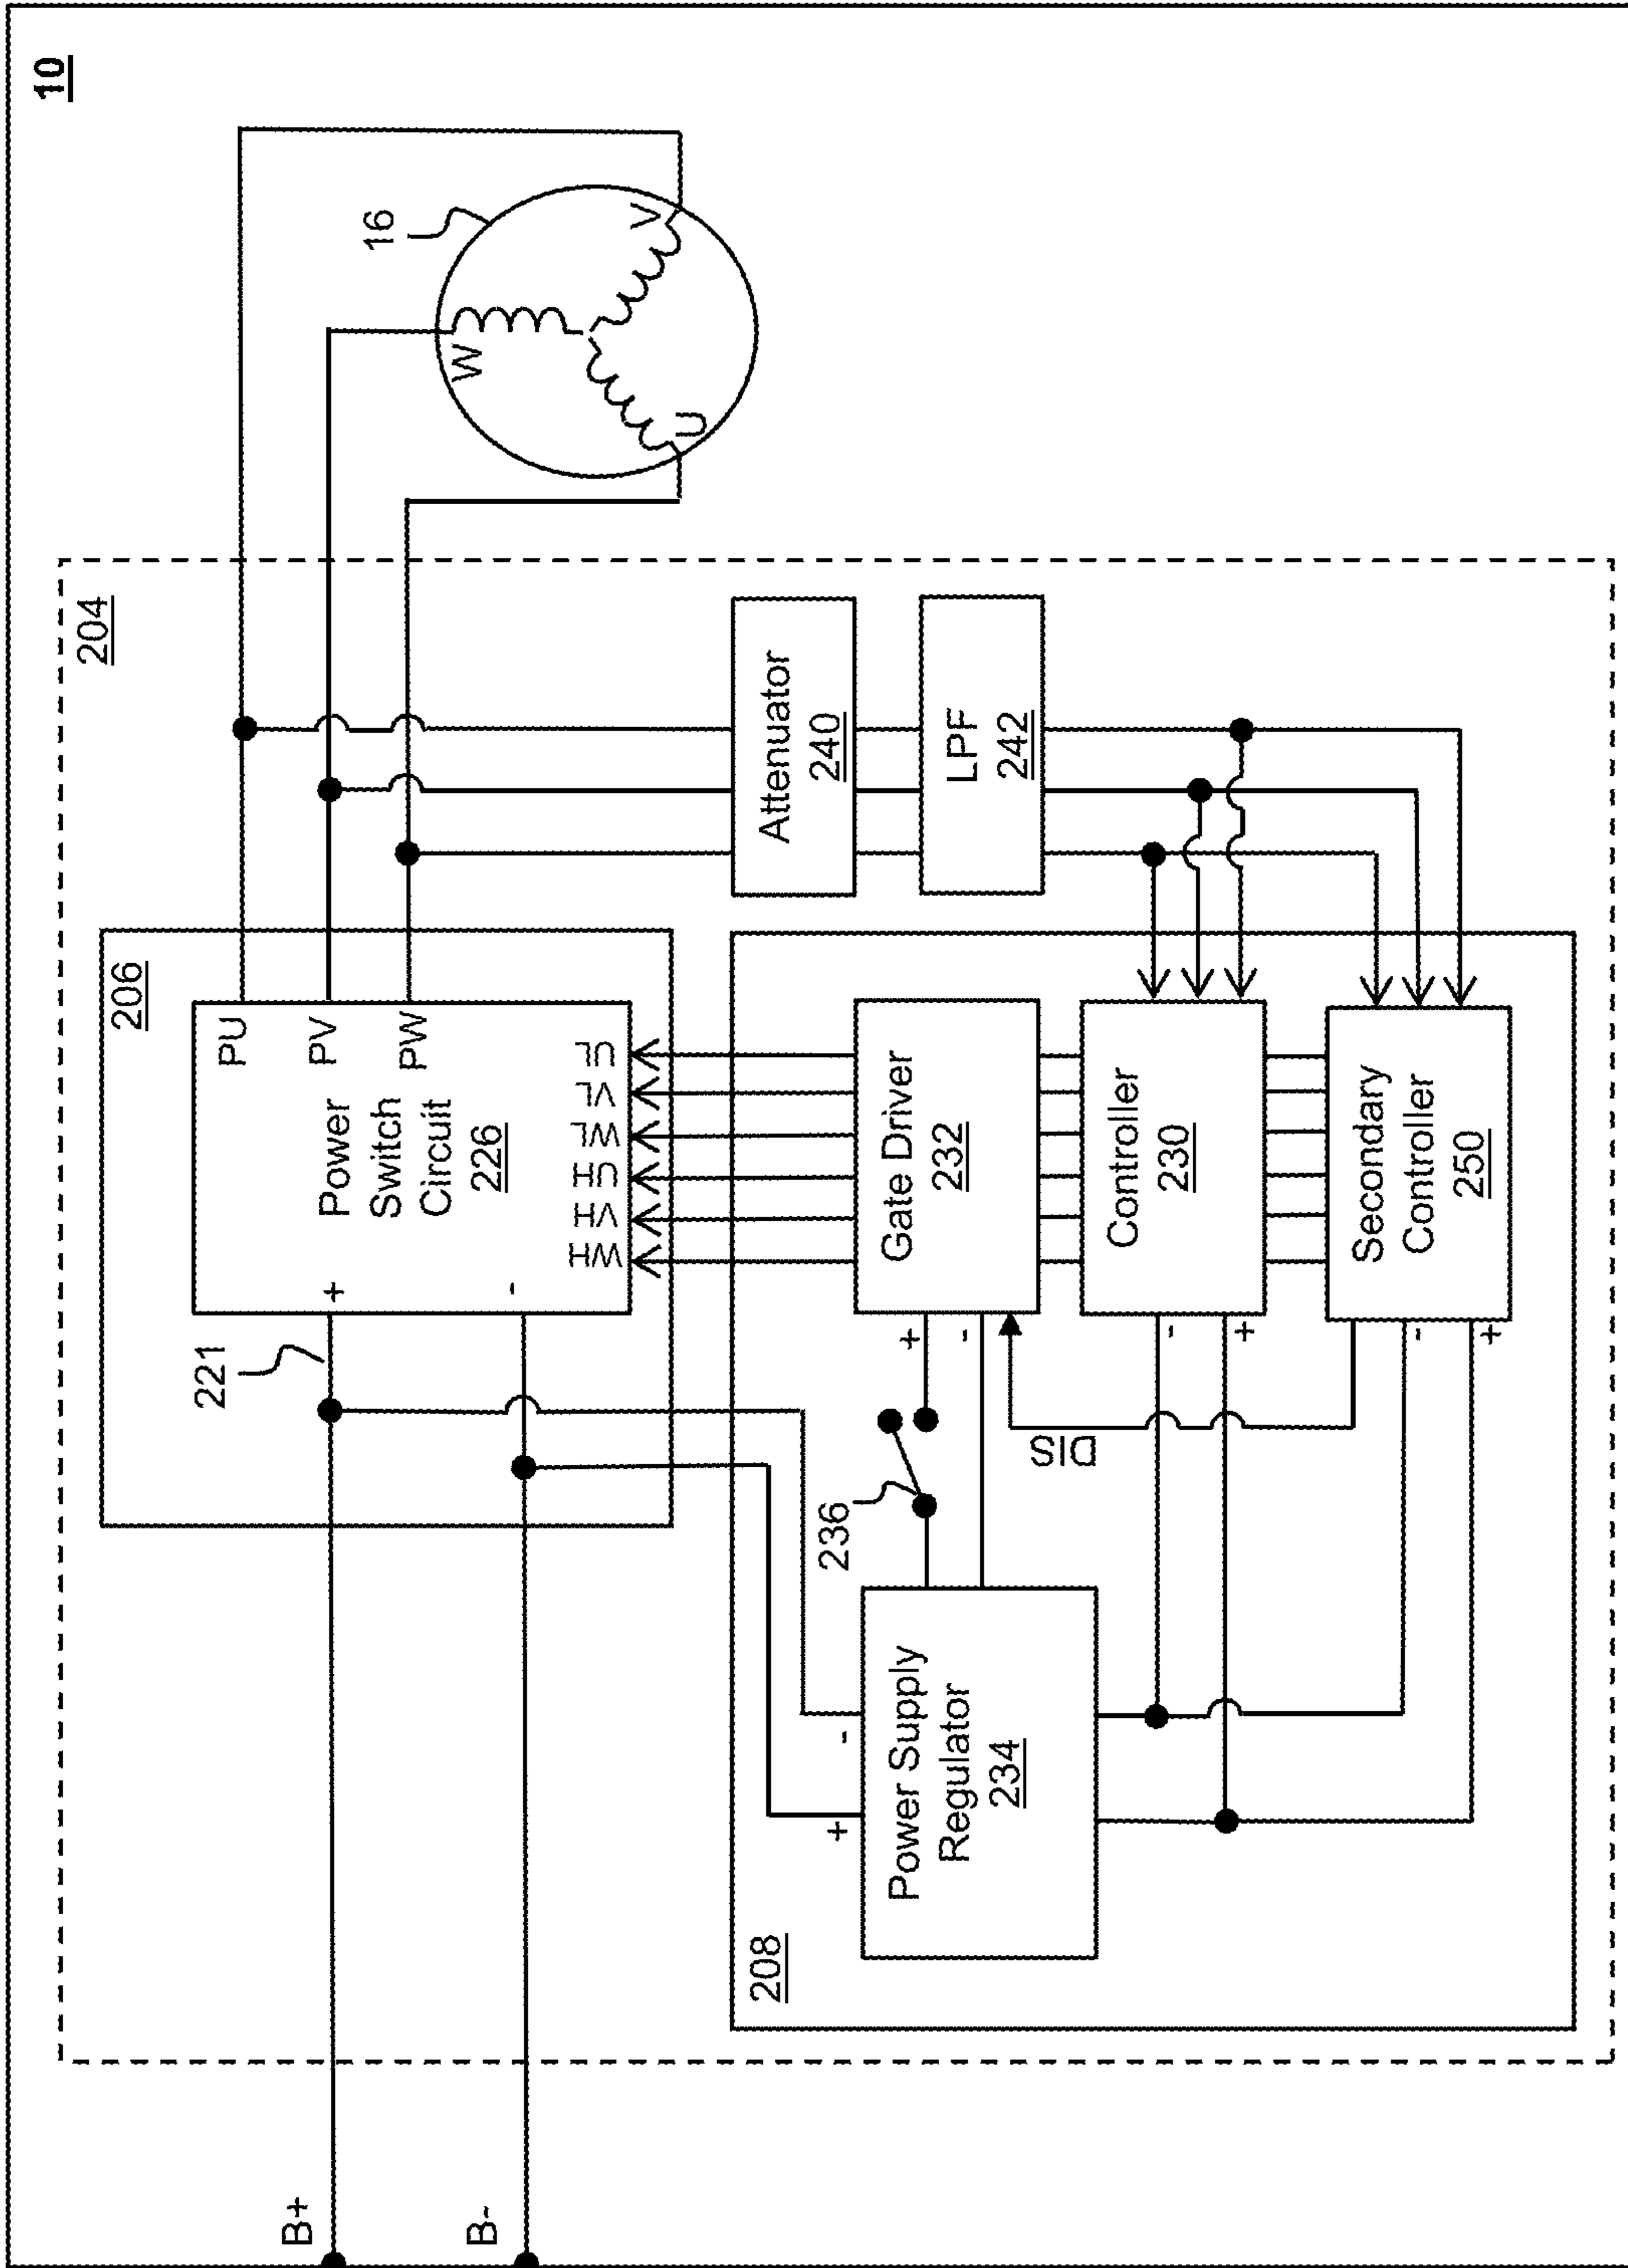 10
B+
B-
204
206
221
+
-
Power
Switch
Circuit
226
PU
PV
PW
WH
VH
UH
WL
VL
UL
16
W
V
U
208
+
-
Power Supply
Regulator
234
236
+
-
Gate Driver
232
DIS
-
+
Controller
230
-
+
Secondary
Controller
250
Attenuator
240
LPF
242